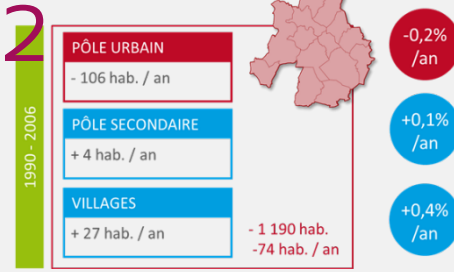 2
1990 - 2006
PÔLE URBAIN
- 106 hab. / an
-0,2%
/an
PÔLE SECONDAIRE
+ 4 hab. / an
+0,1%
/an
VILLAGES
+ 27 hab. / an
- 1 190 hab.
-74 hab. / an
+0,4%
/an